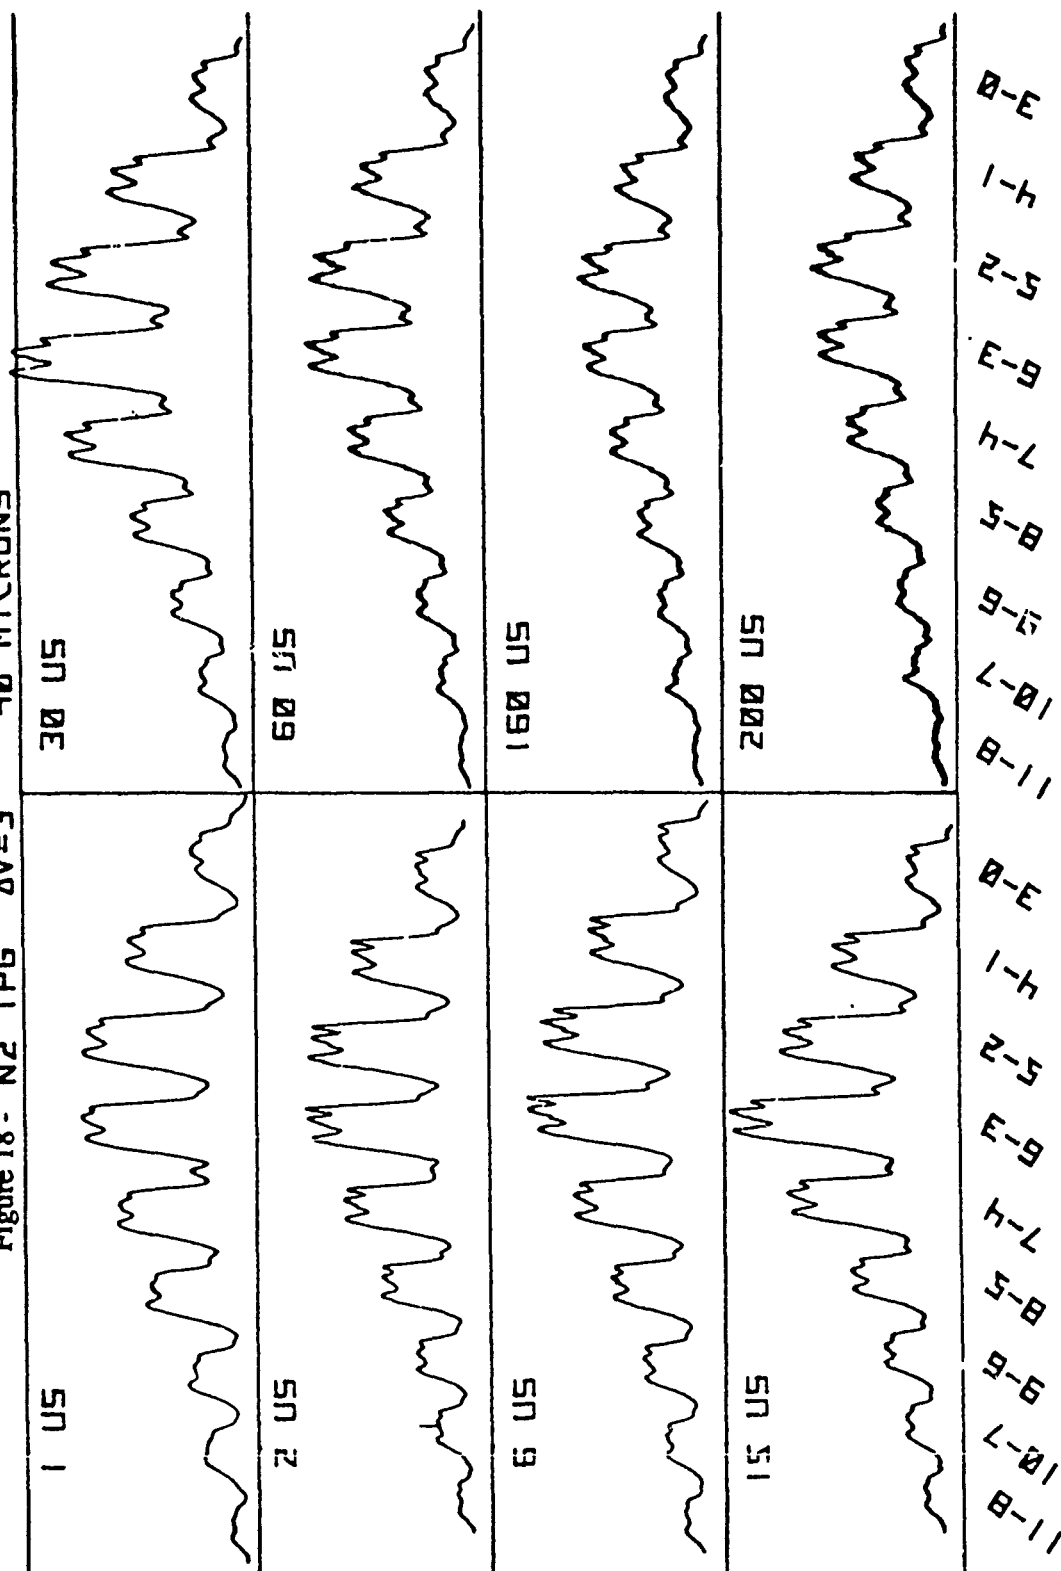 Figure 18 - N2 1PG ΔV=3 40 MICRONS
1 US
2 US
6 US
15 US
11-8 10-7 9-6 8-5 7-4 6-3 5-2 4-1 3-0
30 US
60 US
160 US
200 US
11-8 10-7 9-6 8-5 7-4 6-3 5-2 4-1 3-0